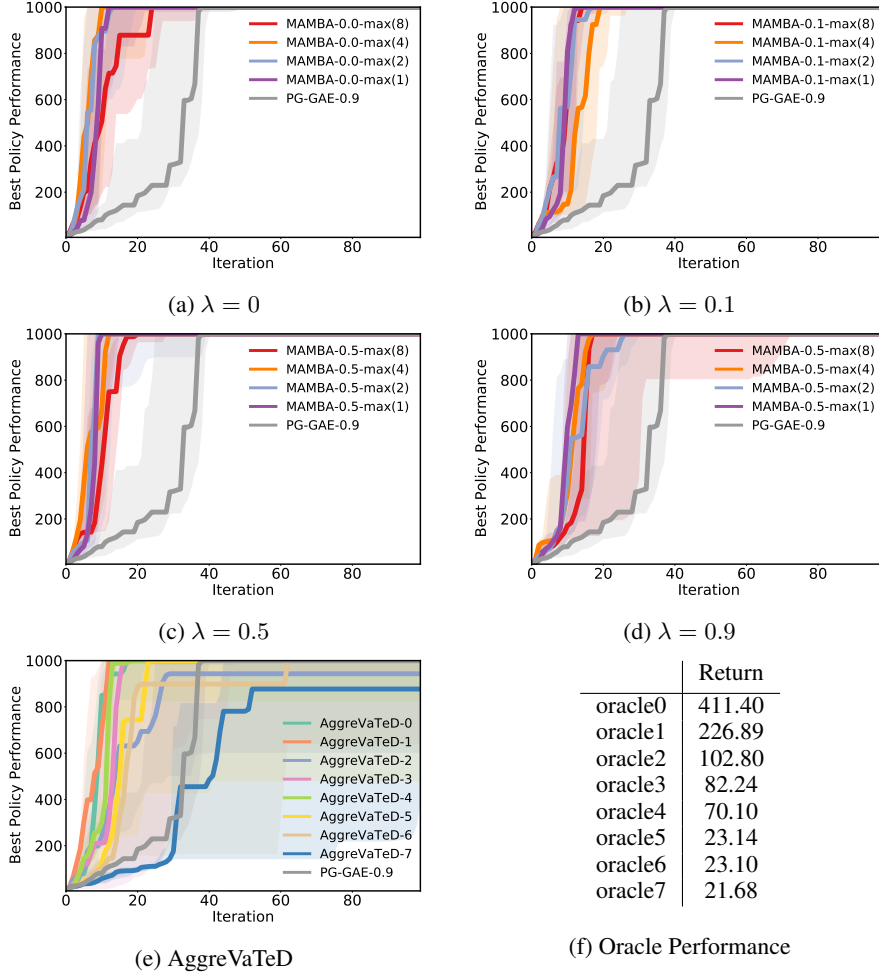 1000
800
600
400
200
Best Policy Performance
0 20 40 60 80
Iteration
MAMBA-0.0-max(8)
MAMBA-0.0-max(4)
MAMBA-0.0-max(2)
MAMBA-0.0-max(1)
PG-GAE-0.9
(a) λ = 0
1000
800
600
400
200
Best Policy Performance
0 20 40 60 80
Iteration
MAMBA-0.1-max(8)
MAMBA-0.1-max(4)
MAMBA-0.1-max(2)
MAMBA-0.1-max(1)
PG-GAE-0.9
(b) λ = 0.1
1000
800
600
400
200
Best Policy Performance
0 20 40 60 80
Iteration
MAMBA-0.5-max(8)
MAMBA-0.5-max(4)
MAMBA-0.5-max(2)
MAMBA-0.5-max(1)
PG-GAE-0.9
(c) λ = 0.5
1000
800
600
400
200
Best Policy Performance
0 20 40 60 80
Iteration
MAMBA-0.5-max(8)
MAMBA-0.5-max(4)
MAMBA-0.5-max(2)
MAMBA-0.5-max(1)
PG-GAE-0.9
(d) λ = 0.9
1000
800
600
400
200
Best Policy Performance
0 20 40 60 80
Iteration
AggreVaTeD-0
AggreVaTeD-1
AggreVaTeD-2
AggreVaTeD-3
AggreVaTeD-4
AggreVaTeD-5
AggreVaTeD-6
AggreVaTeD-7
PG-GAE-0.9
(e) AggreVaTeD
Return
oracle0 411.40
oracle1 226.89
oracle2 102.80
oracle3 82.24
oracle4 70.10
oracle5 23.14
oracle6 23.10
oracle7 21.68
(f) Oracle Performance